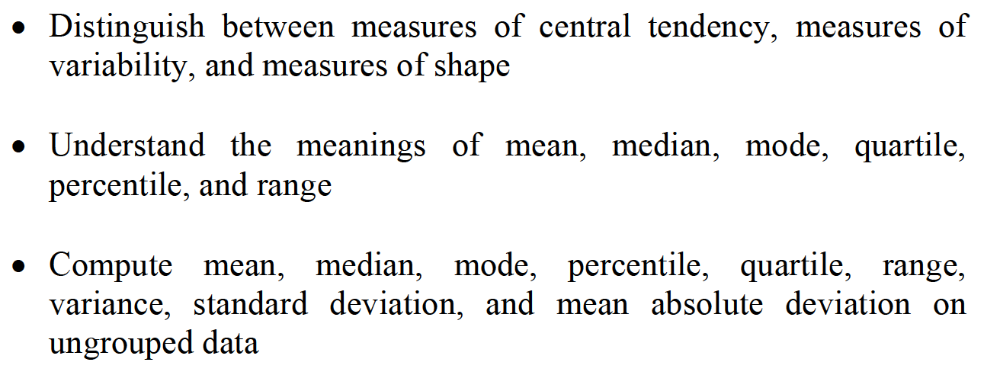 • Distinguish between measures of central tendency, measures of
variability, and measures of shape
• Understand the meanings of mean, median, mode, quartile,
percentile, and range
• Compute mean, median, mode, percentile, quartile, range,
variance, standard deviation, and mean absolute deviation on
ungrouped data